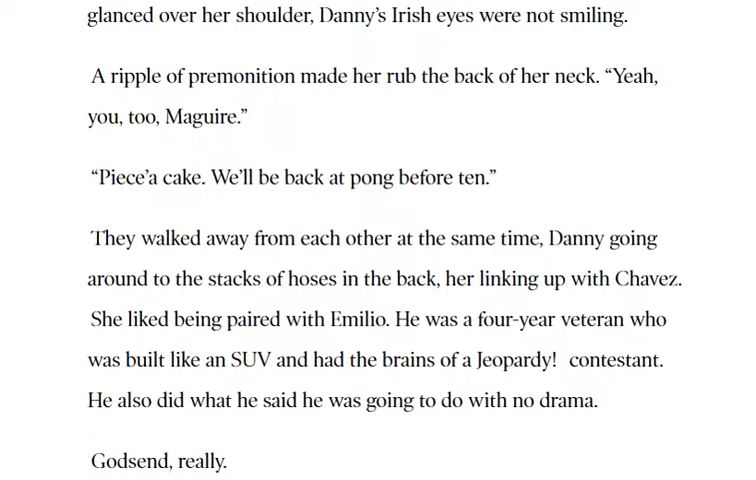 glanced over her shoulder, Danny’s Irish eyes were not smiling.
A ripple of premonition made her rub the back of her neck. “Yeah,
you, too, Maguire.”
“Piece’a cake. We’ll be back at pong before ten.”
They walked away from each other at the same time, Danny going
around to the stacks of hoses in the back, her linking up with Chavez.
She liked being paired with Emilio. He was a four-year veteran who
was built like an SUV and had the brains of a Jeopardy! contestant.
He also did what he said he was going to do with no drama.
Godsend, really.